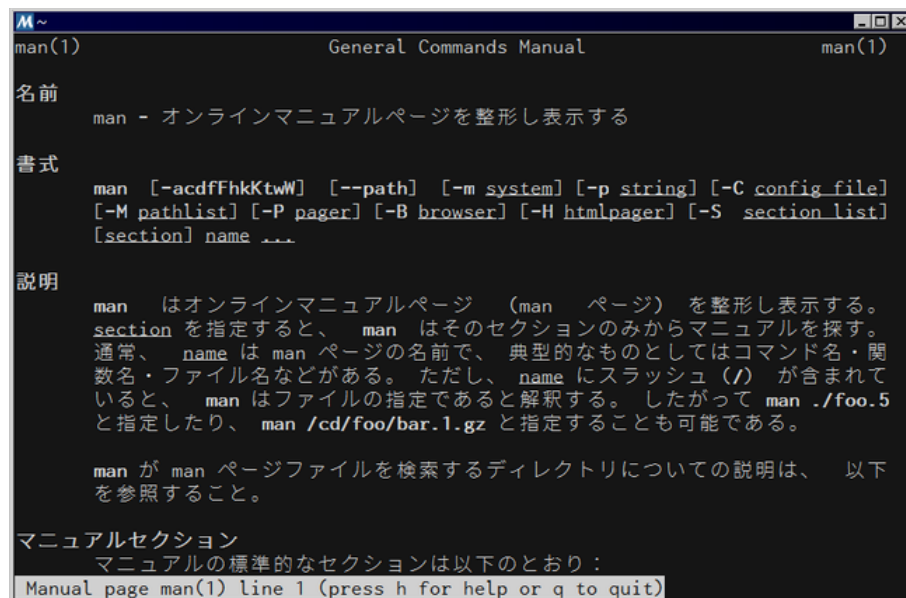 M ~
man(1) General Commands Manual man(1)
名前
man - オンラインマニュアルページを整形し表示する
書式
man [-acdfFhkKtwW] [--path] [-m system] [-p string] [-C config_file]
[-M pathlist] [-P pager] [-B browser] [-H htmlpager] [-S section_list]
[section] name ...
説明
man はオンラインマニュアルページ (man ページ) を整形し表示する。
section を指定すると、 man はそのセクションのみからマニュアルを探す。
通常、 name は man ページの名前で、 典型的なものとしてはコマンド名・関
数名・ファイル名などがある。 ただし、 name にスラッシュ (/) が含まれて
いると、 man はファイルの指定であると解釈する。 したがって man ./foo.5
と指定したり、 man /cd/foo/bar.1.gz と指定することも可能である。
man が man ページファイルを検索するディレクトリについての説明は、 以下
を参照すること。
マニュアルセクション
マニュアルの標準的なセクションは以下のとおり：
Manual page man(1) line 1 (press h for help or q to quit)